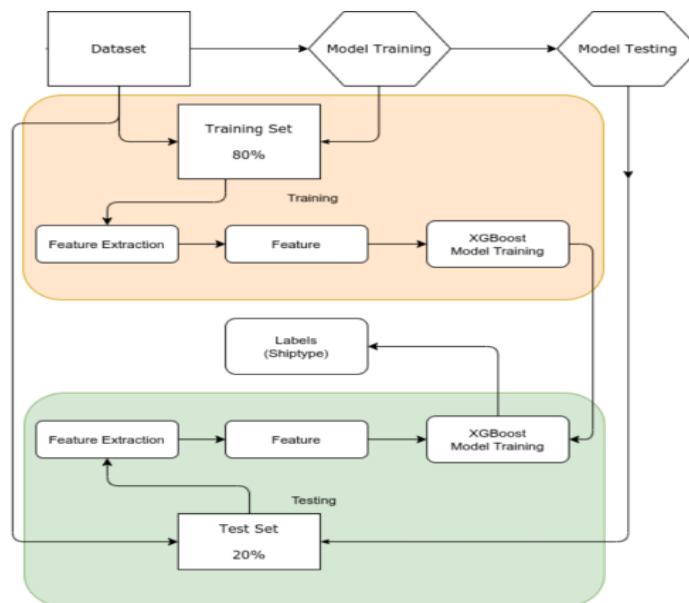 Dataset
Model Training
Model Testing
Training Set
80%
Training
Feature Extraction
Feature
XGBoost
Model Training
Labels
(Shiptype)
Feature Extraction
Feature
XGBoost
Model Training
Testing
Test Set
20%